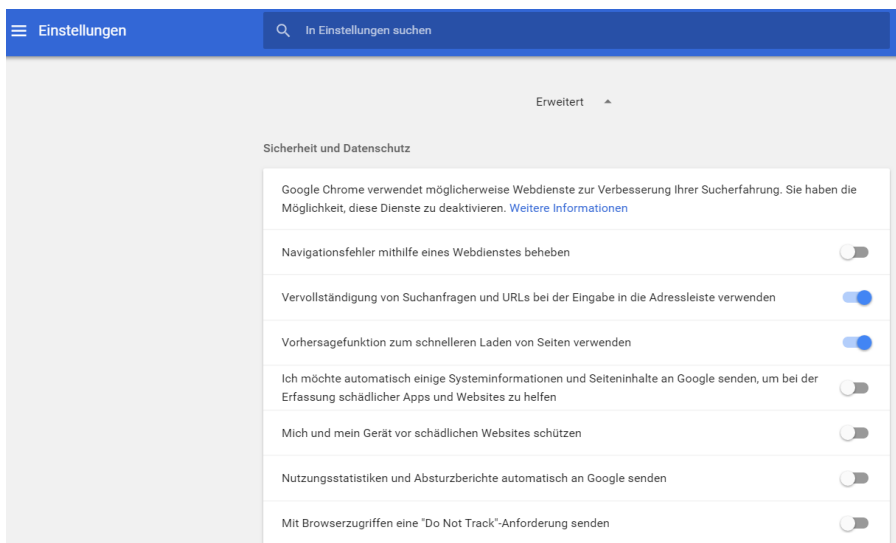 Einstellungen
In Einstellungen suchen
Erweitert
Sicherheit und Datenschutz
Google Chrome verwendet möglicherweise Webdienste zur Verbesserung Ihrer Sucherfahrung. Sie haben die
Möglichkeit, diese Dienste zu deaktivieren. Weitere Informationen
Navigationsfehler mithilfe eines Webdienstes beheben
Vervollständigung von Suchanfragen und URLs bei der Eingabe in die Adressleiste verwenden
Vorhersagefunktion zum schnelleren Laden von Seiten verwenden
Ich möchte automatisch einige Systeminformationen und Seiteninhalte an Google senden, um bei der
Erfassung schädlicher Apps und Websites zu helfen
Mich und mein Gerät vor schädlichen Websites schützen
Nutzungsstatistiken und Absturzberichte automatisch an Google senden
Mit Browserzugriffen eine "Do Not Track"-Anforderung senden